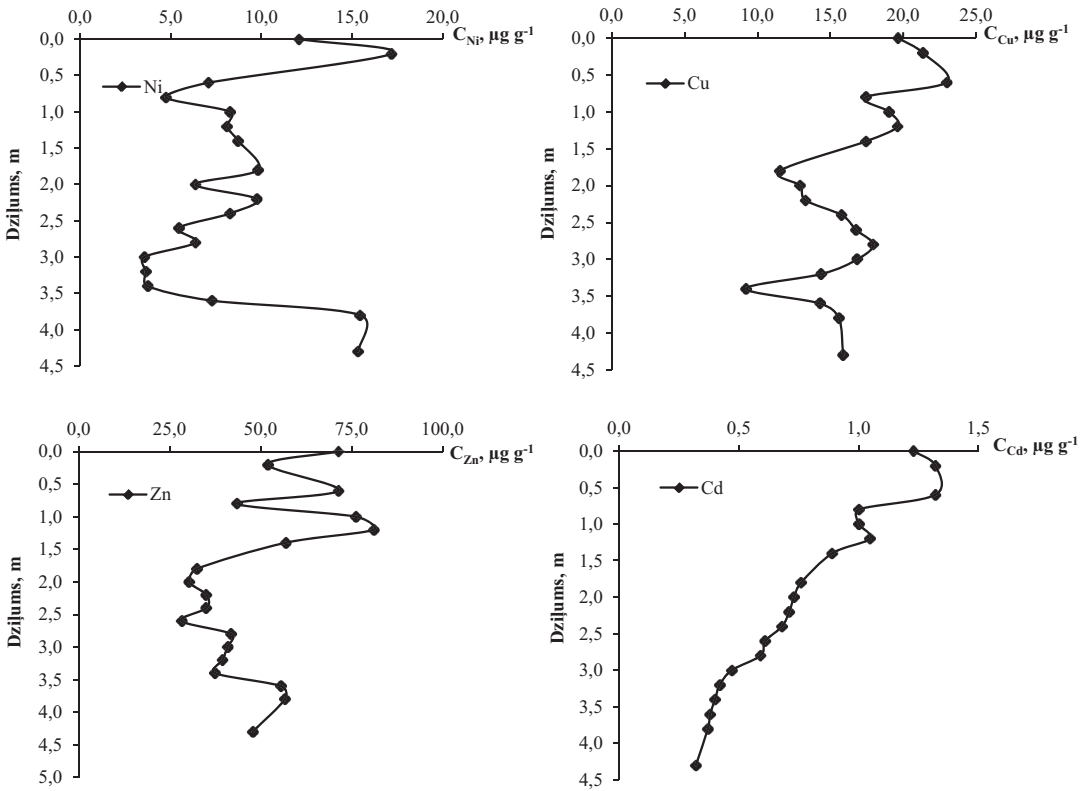 0,0 5,0 10,0 15,0 20,0
C_Ni, µg g⁻¹
0,0
0,5
1,0
1,5
2,0
2,5
3,0
3,5
4,0
4,5
Dziļums, m
Ni
0,0 5,0 10,0 15,0 20,0 25,0
C_Cu, µg g⁻¹
0,0
0,5
1,0
1,5
2,0
2,5
3,0
3,5
4,0
4,5
Dziļums, m
Cu
0,0 25,0 50,0 75,0 100,0
C_Zn, µg g⁻¹
0,0
0,5
1,0
1,5
2,0
2,5
3,0
3,5
4,0
4,5
5,0
Dziļums, m
Zn
0,0 0,5 1,0 1,5
C_Cd, µg g⁻¹
0,0
0,5
1,0
1,5
2,0
2,5
3,0
3,5
4,0
4,5
Dziļums, m
Cd